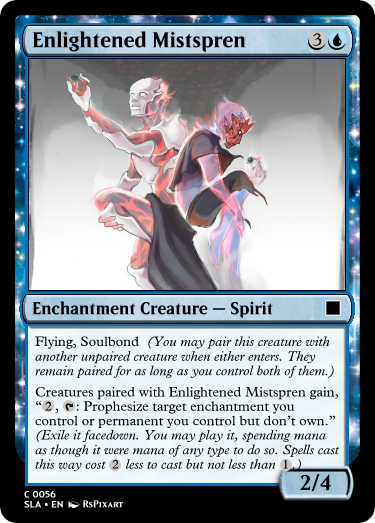 Enlightened Mistspren 3
Enchantment Creature — Spirit
Flying, Soulbond (You may pair this creature with
another unpaired creature when either enters. They
remain paired for as long as you control both of them.)
Creatures paired with Enlightened Mistspren gain,
“2, : Prophesize target enchantment you
control or permanent you control but don’t own.”
(Exile it facedown. You may play it, spending mana
as though it were mana of any type to do so. Spells cast
this way cost 2 less to cast but not less than 1.)
2/4
C 0056
SLA • EN RsPixart